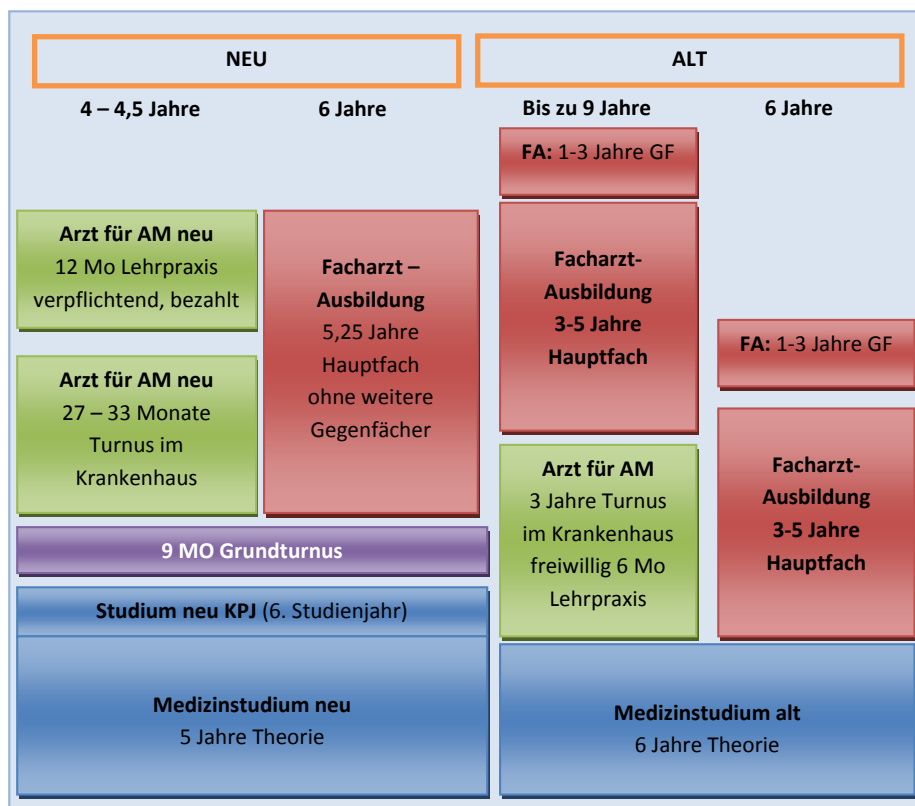 NEU
ALT
4 – 4,5 Jahre
6 Jahre
Bis zu 9 Jahre
6 Jahre
Arzt für AM neu
12 Mo Lehrpraxis
verpflichtend, bezahlt
Arzt für AM neu
27 – 33 Monate
Turnus im
Krankenhaus
Facharzt –
Ausbildung
5,25 Jahre
Hauptfach
ohne weitere
Gegenfächer
9 MO Grundturnus
Studium neu KPJ (6. Studienjahr)
Medizinstudium neu
5 Jahre Theorie
FA: 1-3 Jahre GF
Facharzt-
Ausbildung
3-5 Jahre
Hauptfach
Arzt für AM
3 Jahre Turnus
im Krankenhaus
freiwillig 6 Mo
Lehrpraxis
FA: 1-3 Jahre GF
Facharzt-
Ausbildung
3-5 Jahre
Hauptfach
Medizinstudium alt
6 Jahre Theorie